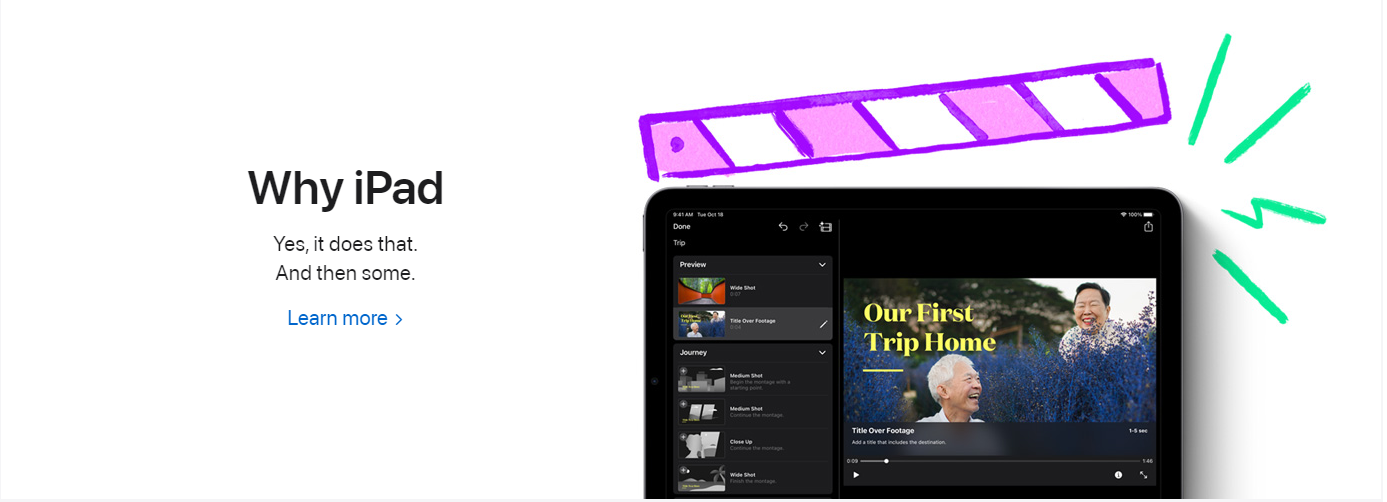 Why iPad
Yes, it does that.
And then some.
Learn more >
9:41 AM Tue Oct 18
100%
Done
Trip
Preview
Wide Shot
0:07
Title Over Footage
0:04
Journey
Medium Shot
Begin the montage with a
starting point.
Medium Shot
Continue the montage.
Close Up
Continue the montage.
Wide Shot
Finish the montage.
Our First
Trip Home
Title Over Footage
1-5 sec
Add a title that includes the destination.
0:09
1:46